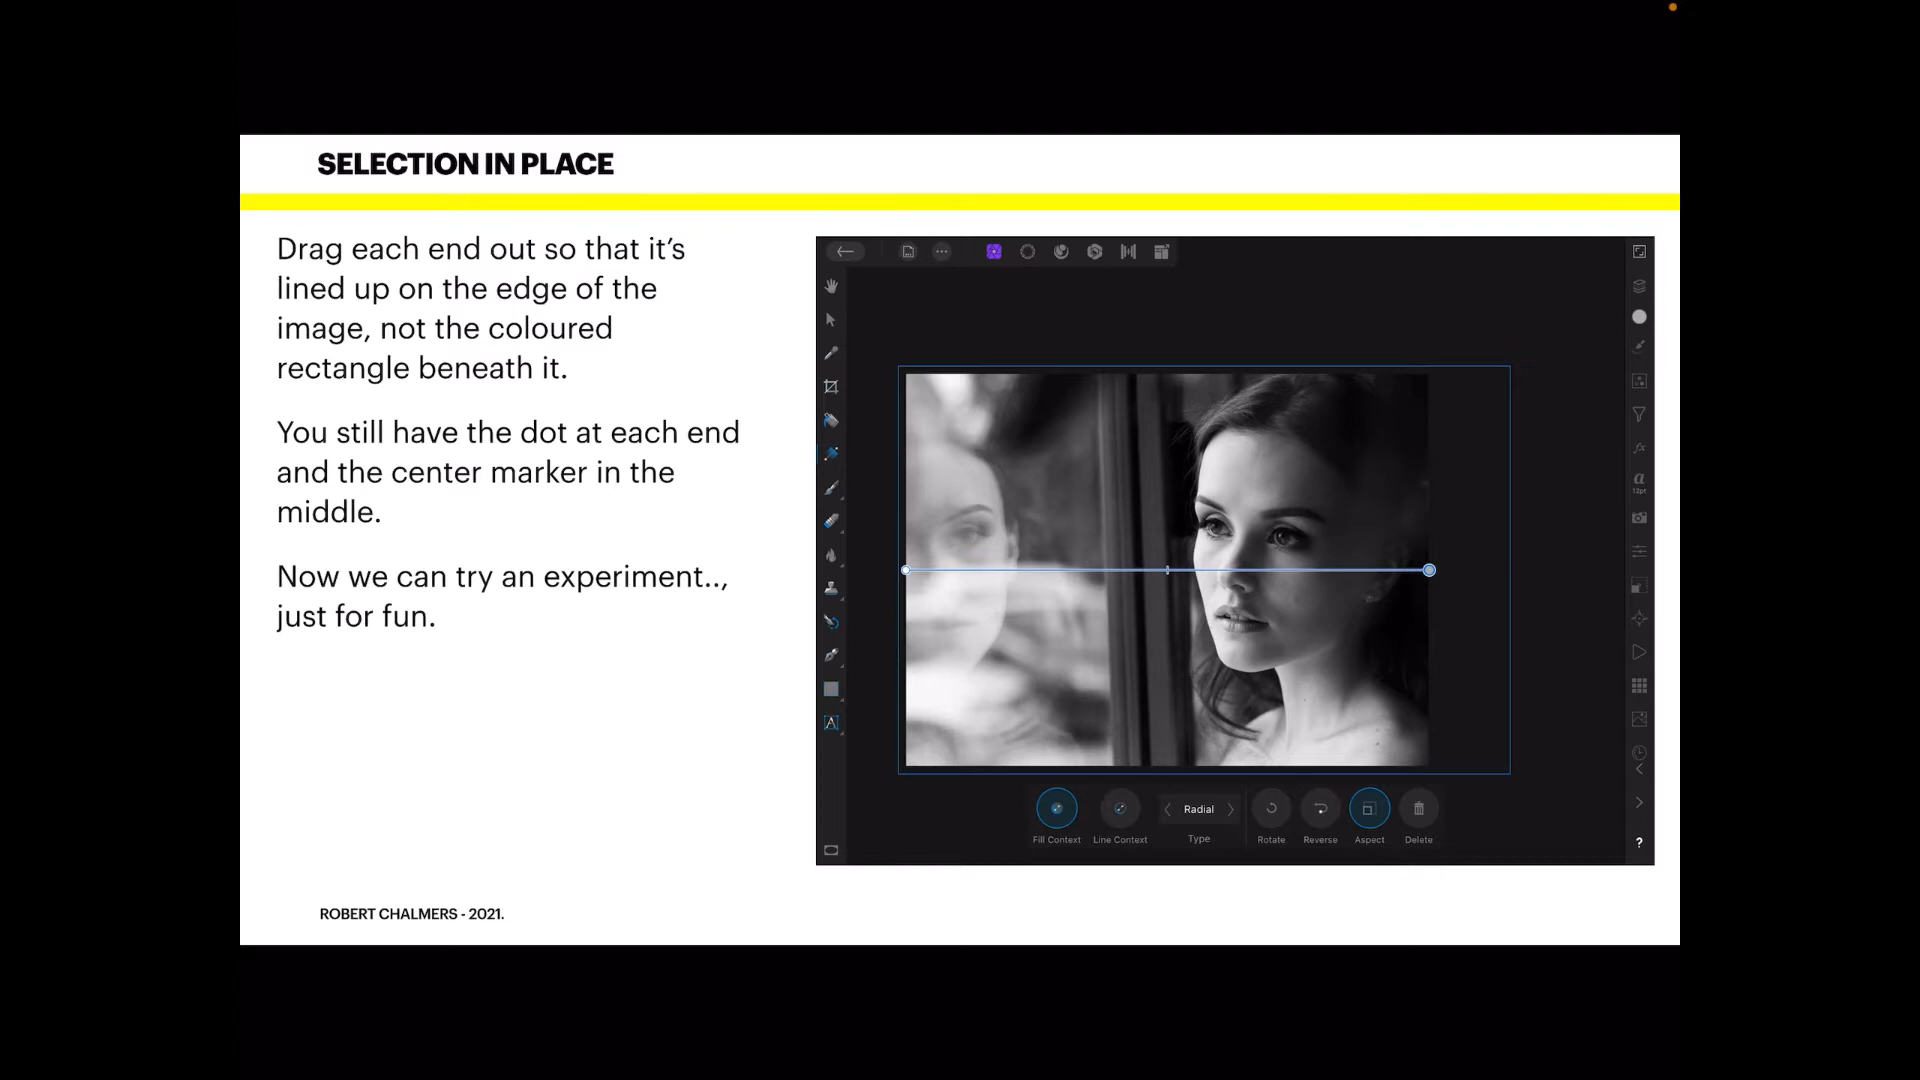 SELECTION IN PLACE
Drag each end out so that it’s
lined up on the edge of the
image, not the coloured
rectangle beneath it.
You still have the dot at each end
and the center marker in the
middle.
Now we can try an experiment..,
just for fun.
a
12pt
A
Radial
Fill Context
Line Context
Type
Rotate
Reverse
Aspect
Delete
?
ROBERT CHALMERS - 2021.